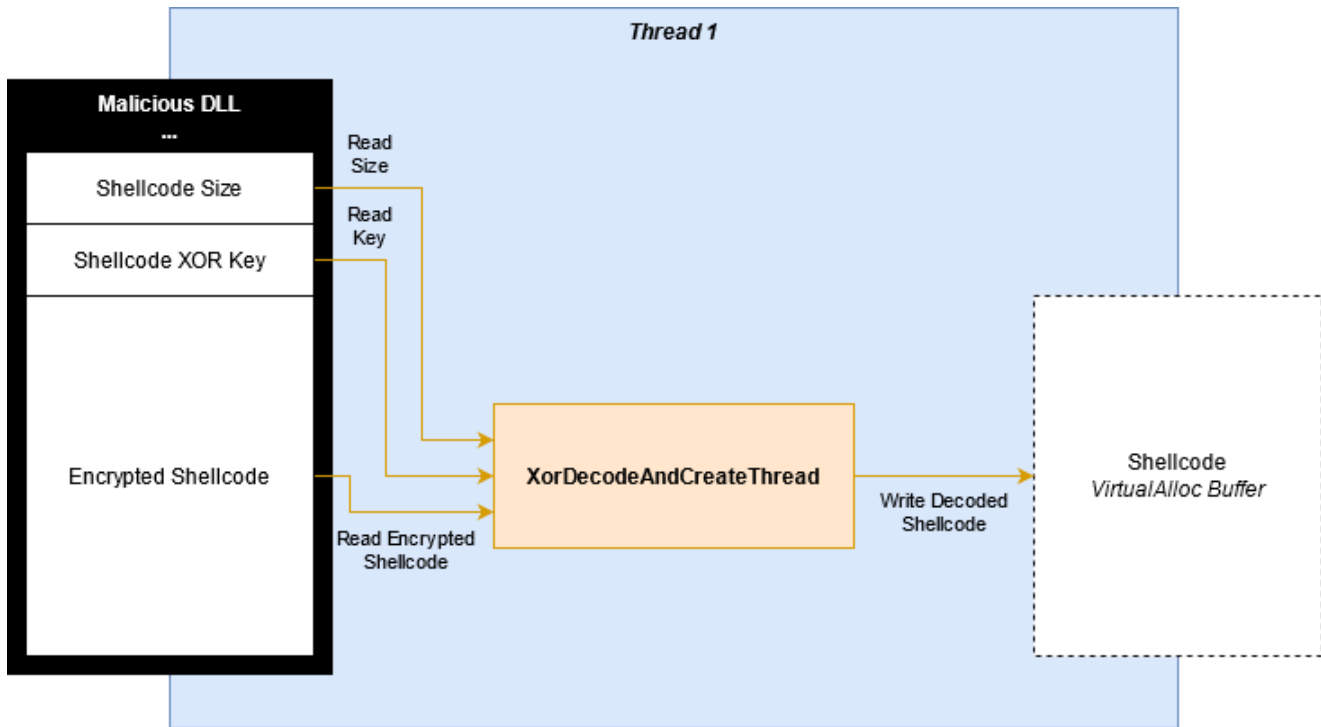 Thread 1
Malicious DLL
...
Read
Size
Shellcode Size
Read
Key
Shellcode XOR Key
Encrypted Shellcode
XorDecodeAndCreateThread
Shellcode
VirtualAlloc Buffer
Write Decoded
Shellcode
Read Encrypted
Shellcode